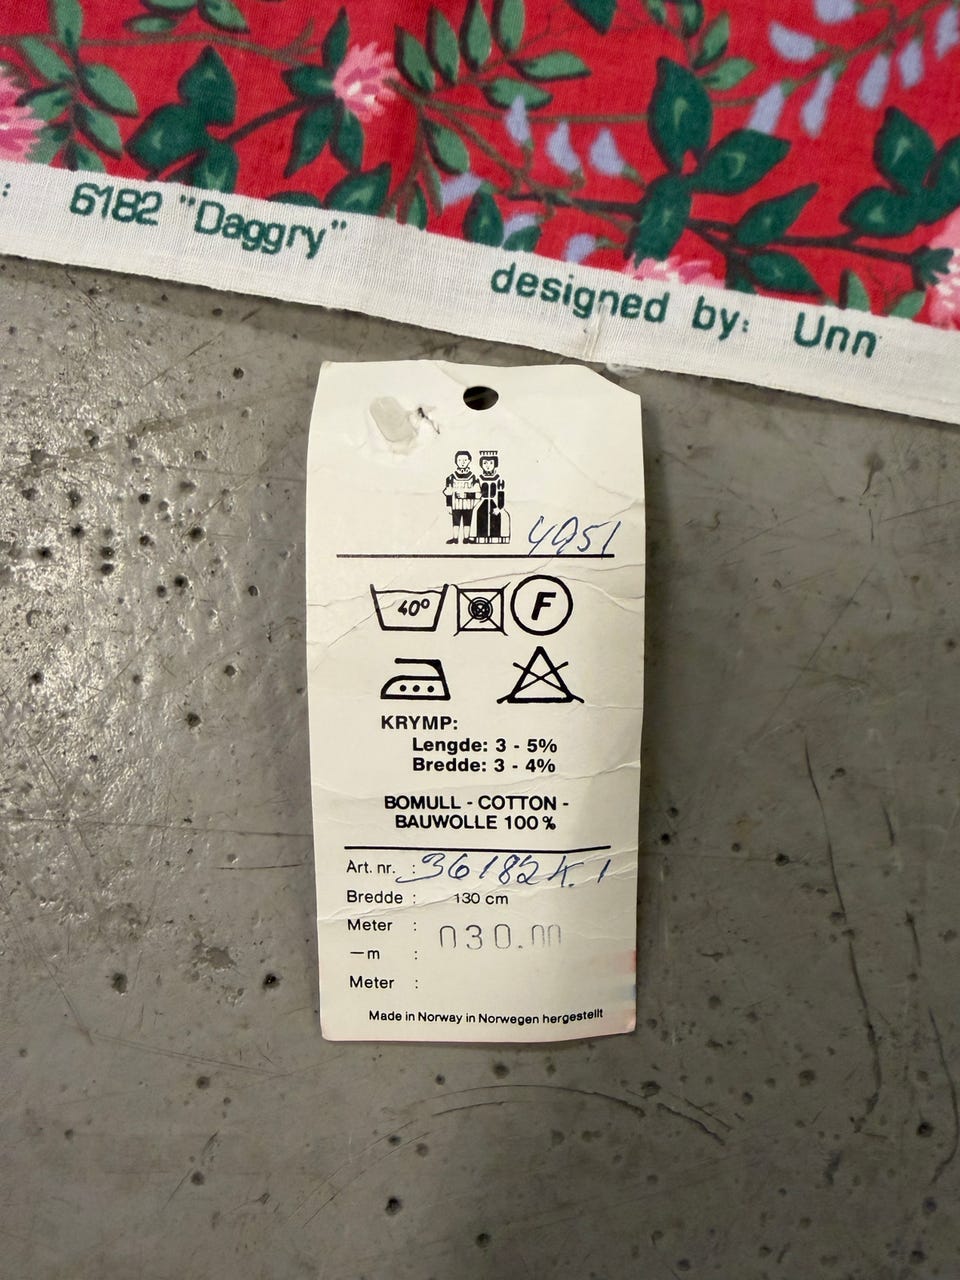 : 6182 "Daggry" designed by: Unn
4951
40°
F
KRYMP:
Lengde: 3 - 5%
Bredde: 3 - 4%
BOMULL - COTTON -
BAUWOLLE 100%
Art. nr. : 36182 K. 1
Bredde : 130 cm
Meter : 030.00
—m :
Meter :
Made in Norway in Norwegen hergestellt